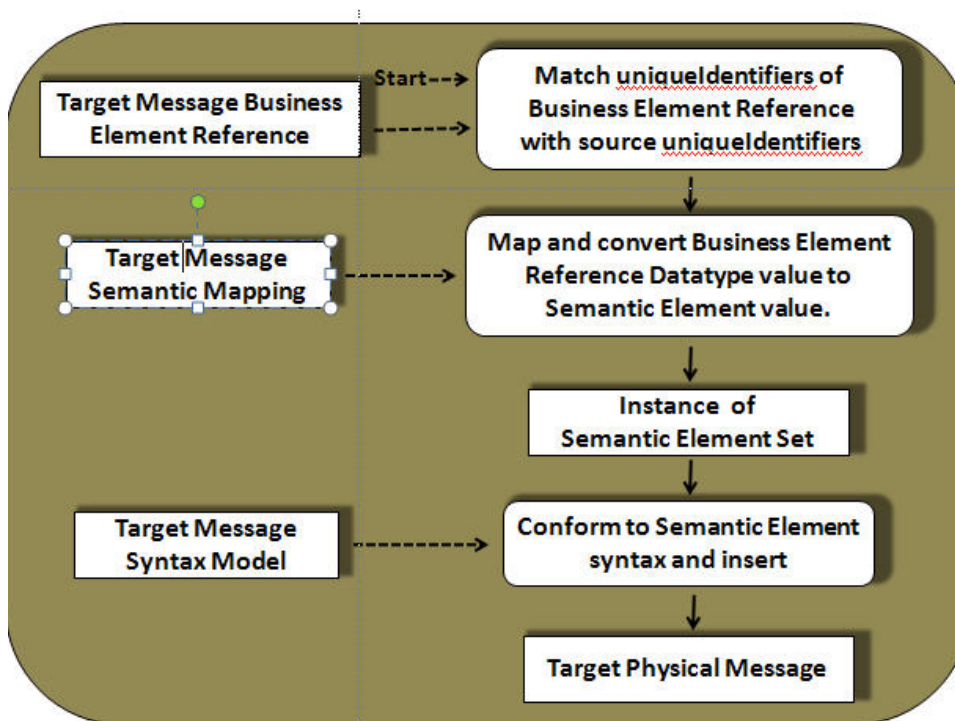 Target Message Business
Element Reference
Start
Match uniqueIdentifiers of
Business Element Reference
with source uniqueIdentifiers
Target Message
Semantic Mapping
Map and convert Business Element
Reference Datatype value to
Semantic Element value.
Instance of
Semantic Element Set
Target Message
Syntax Model
Conform to Semantic Element
syntax and insert
Target Physical Message